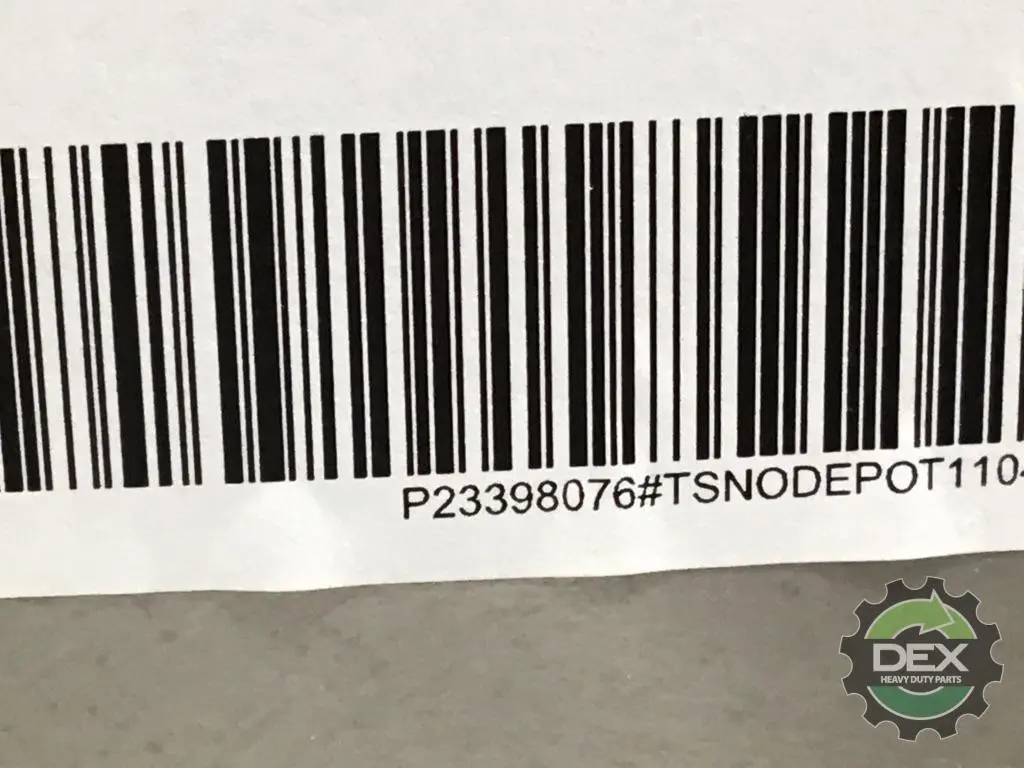 P23398076#TSNODEPOT110
DEX
HEAVY DUTY PARTS